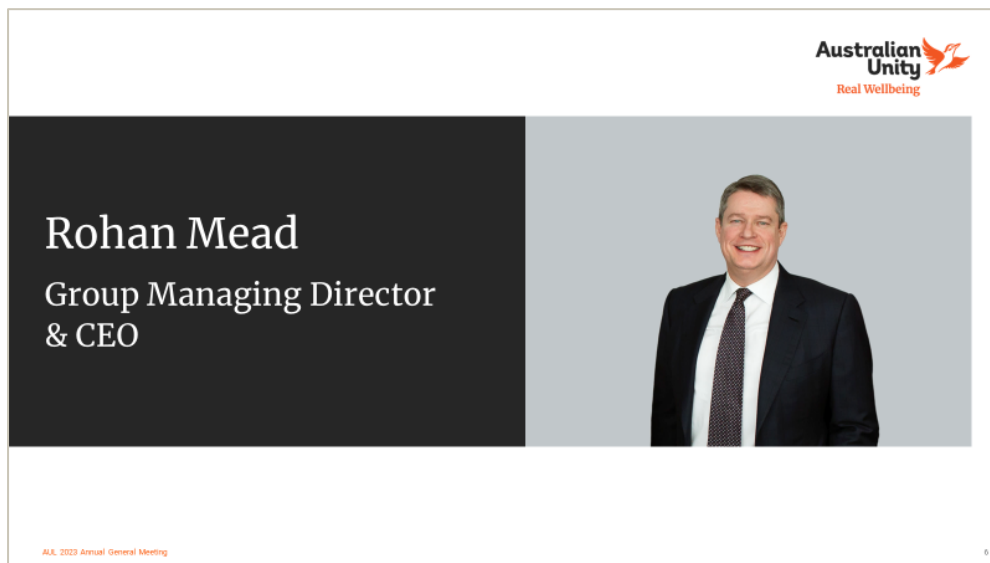 Australian
Unity
Real Wellbeing
Rohan Mead
Group Managing Director
& CEO
AUL 2023 Annual General Meeting
6